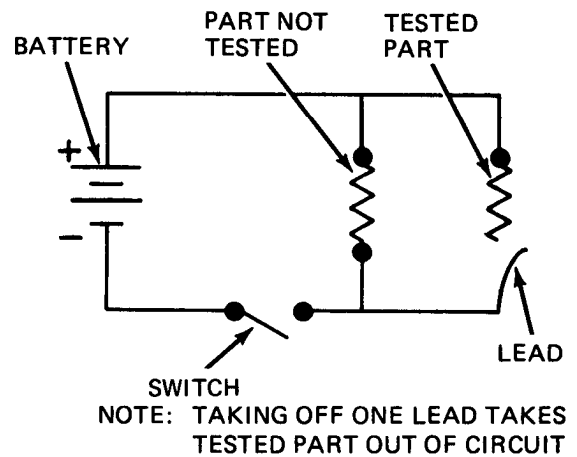 BATTERY
PART NOT
TESTED
TESTED
PART
+
−
LEAD
SWITCH
NOTE: TAKING OFF ONE LEAD TAKES
TESTED PART OUT OF CIRCUIT